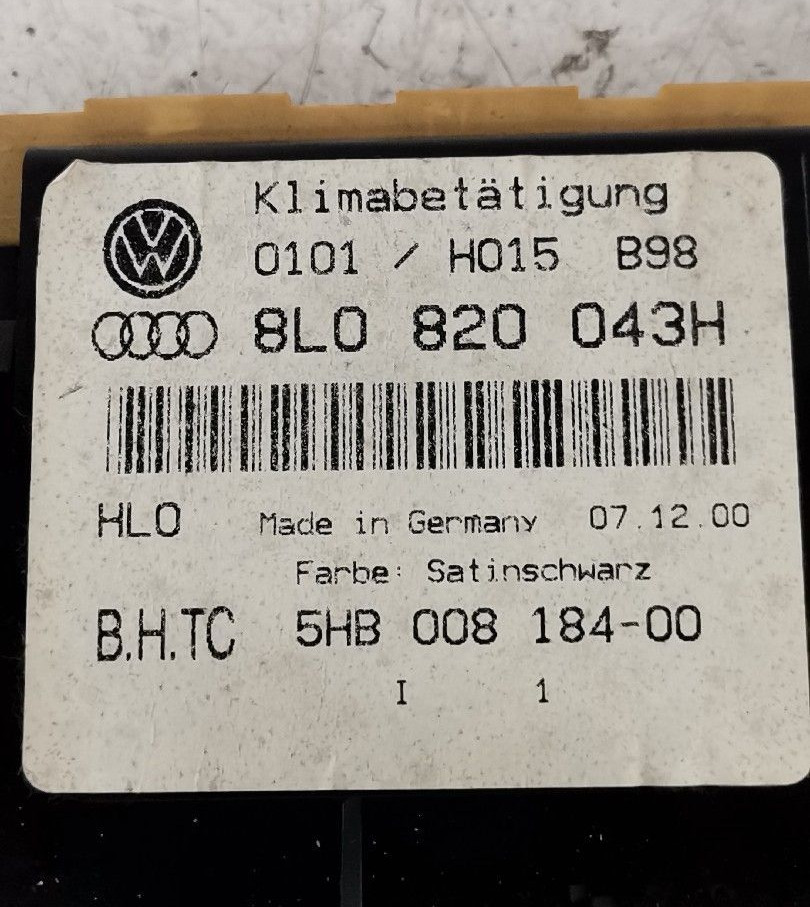 Klimabetätigung
0101 / H015 B98
8L0 820 043H
HLO Made in Germany 07.12.00
Farbe: Satinschwarz
B.H.TC 5HB 008 184-00
I 1